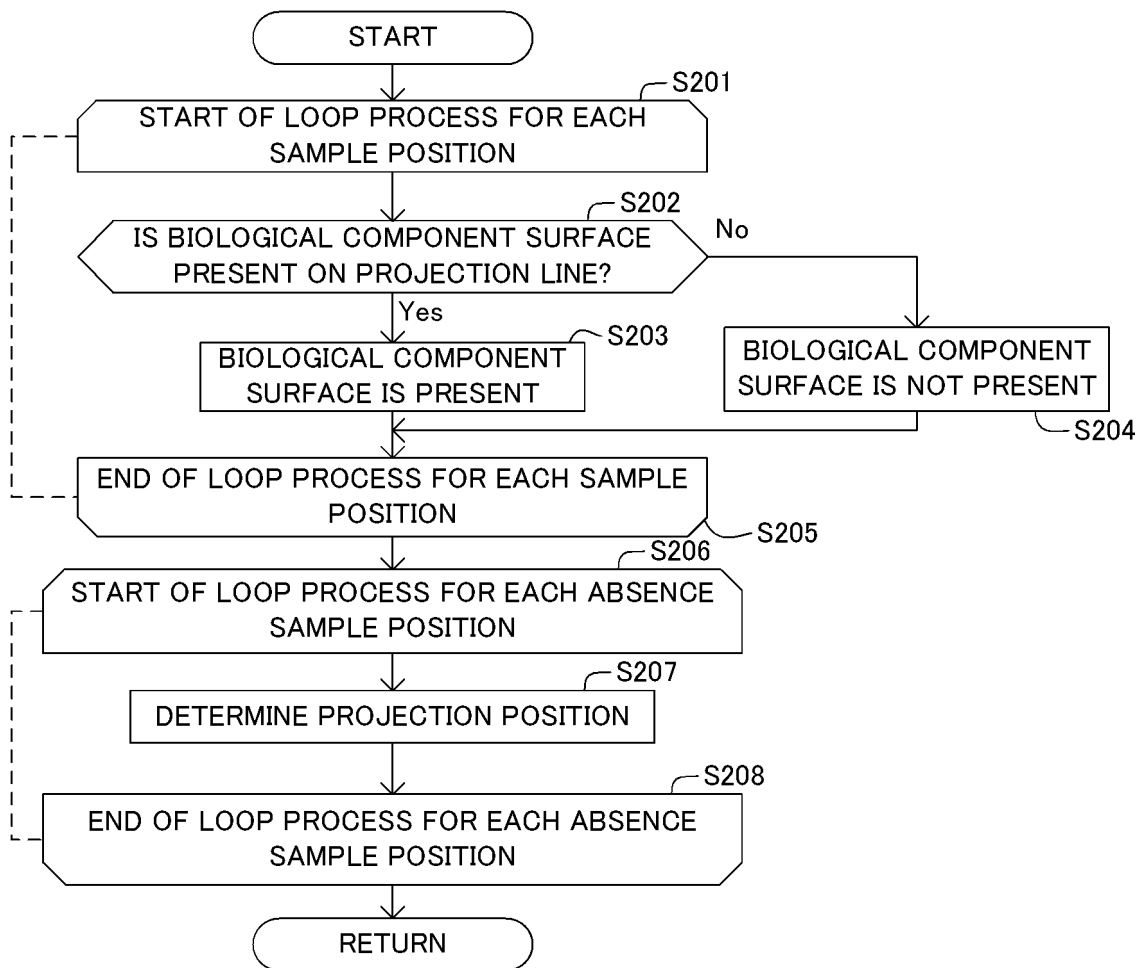 START
S201
START OF LOOP PROCESS FOR EACH
SAMPLE POSITION
S202
IS BIOLOGICAL COMPONENT SURFACE
PRESENT ON PROJECTION LINE?
No
Yes
S203
BIOLOGICAL COMPONENT
SURFACE IS PRESENT
BIOLOGICAL COMPONENT
SURFACE IS NOT PRESENT
S204
END OF LOOP PROCESS FOR EACH SAMPLE
POSITION
S205
S206
START OF LOOP PROCESS FOR EACH ABSENCE
SAMPLE POSITION
S207
DETERMINE PROJECTION POSITION
S208
END OF LOOP PROCESS FOR EACH ABSENCE
SAMPLE POSITION
RETURN